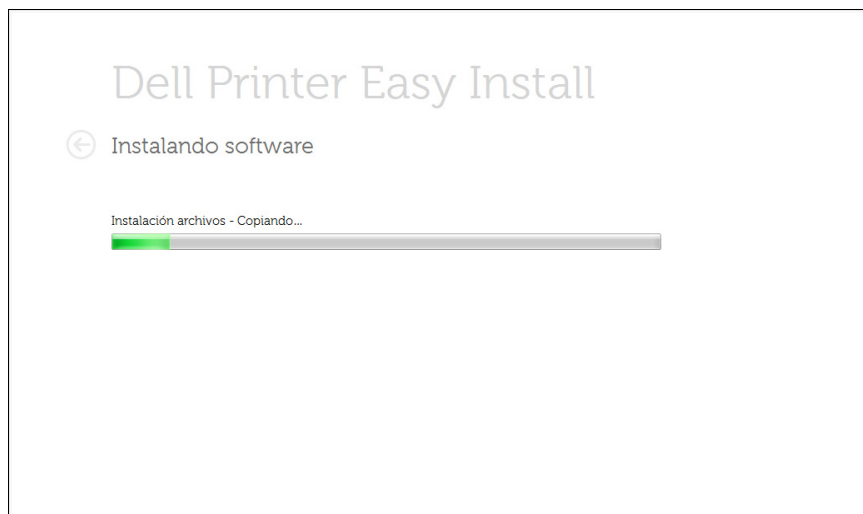 Dell Printer Easy Install
Instalando software
Instalación archivos - Copiando...